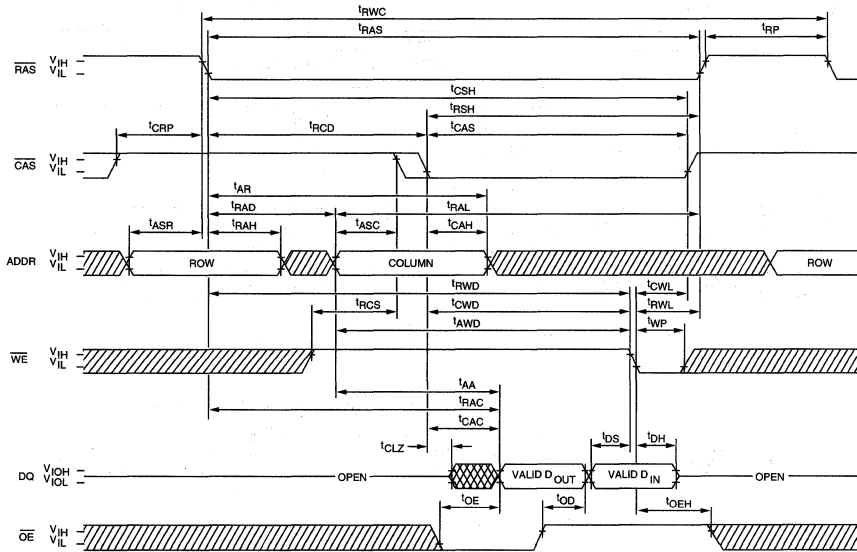 tRWC
tRAS
tRP
RAS VIH
VIL
tCSH
tRSH
tCRP
tRCD
tCAS
CAS VIH
VIL
tAR
tRAD
tRAL
tASR
tRAH
tASC
tCAH
ADDR VIH
VIL
ROW
COLUMN
ROW
tRWD
tCWL
tRCS
tCWD
tRWL
tAWD
tWP
WE VIH
VIL
tAA
tRAC
tCAC
tCLZ
tDS
tDH
DQ VIOH
VIOL
OPEN
VALID DOUT
VALID DIN
OPEN
tOE
tOD
tOEH
OE VIH
VIL